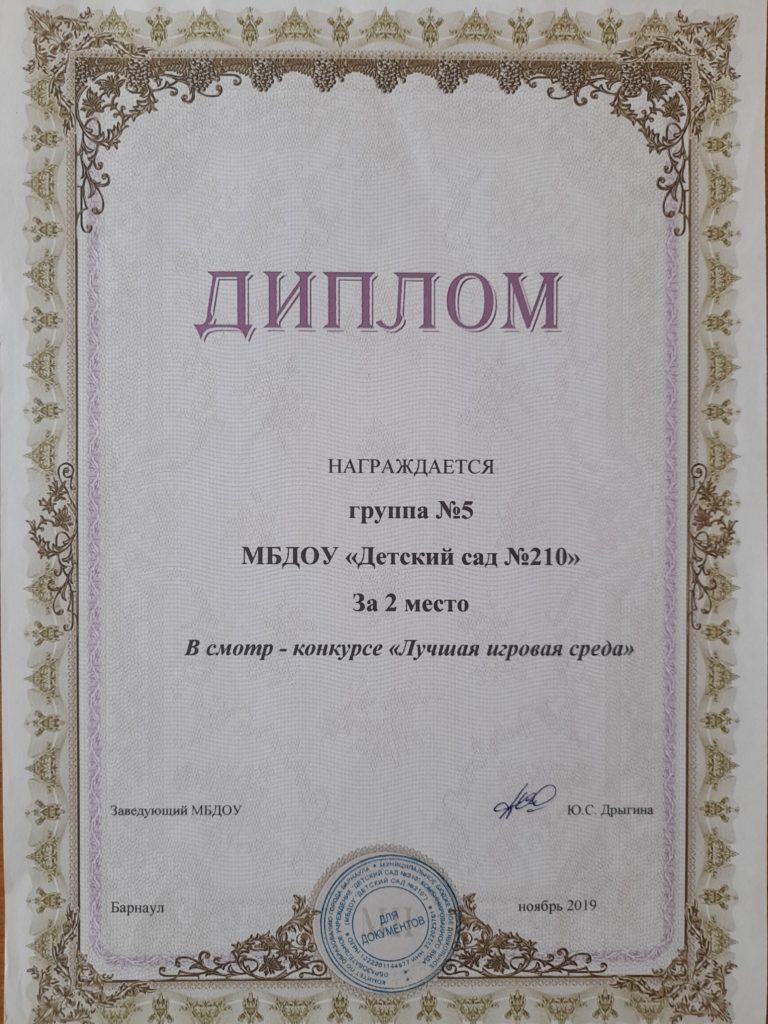 ДИПЛОМ
НАГРАЖДАЕТСЯ
группа №5
МБДОУ «Детский сад №210»
За 2 место
В смотр - конкурсе «Лучшая игровая среда»
Заведующий МБДОУ
Ю.С. Дрыгина
Барнаул
ноябрь 2019
ДЛЯ
ДОКУМЕНТОВ